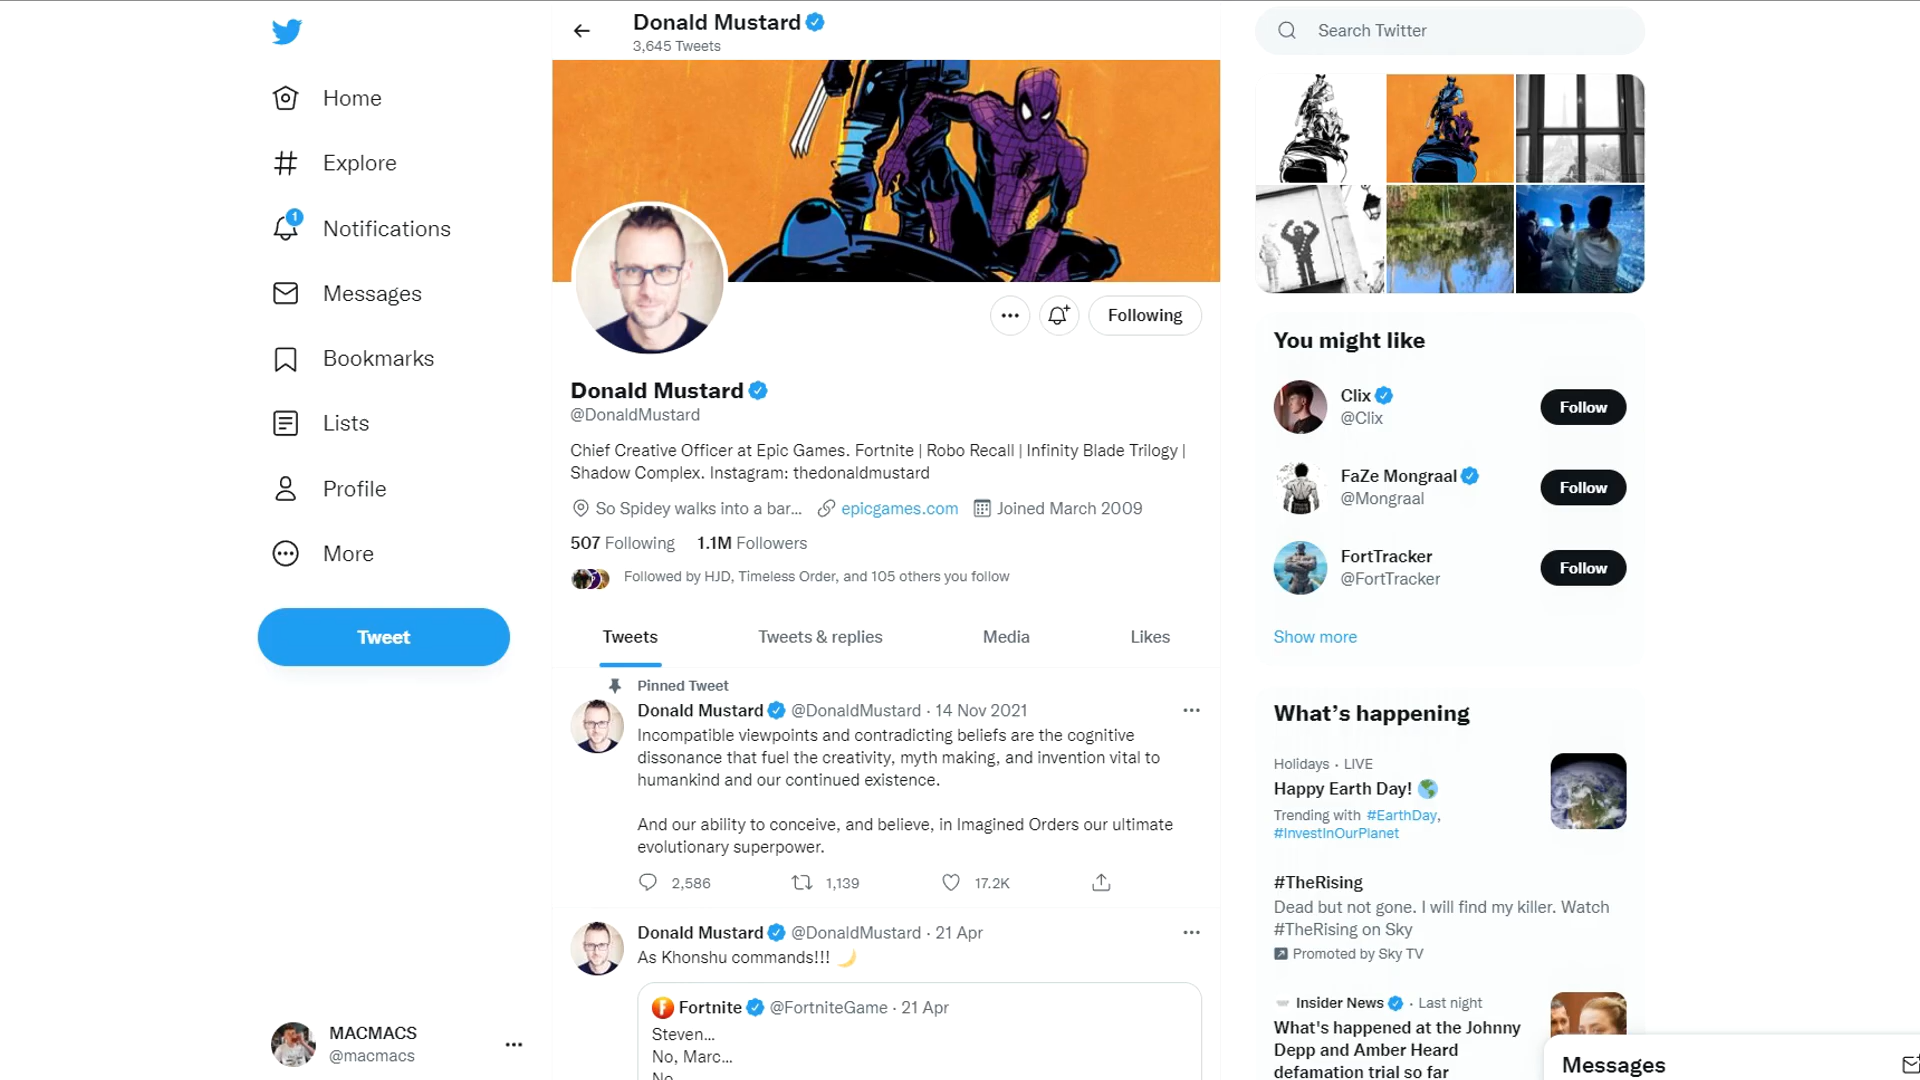 Home
Explore
1
Notifications
Messages
Bookmarks
Lists
Profile
More
Tweet
MACMACS
@macmacs
Donald Mustard
3,645 Tweets
Following
Donald Mustard
@DonaldMustard
Chief Creative Officer at Epic Games. Fortnite | Robo Recall | Infinity Blade Trilogy |
Shadow Complex. Instagram: thedonaldmustard
So Spidey walks into a bar... epicgames.com Joined March 2009
507 Following 1.1M Followers
Followed by HJD, Timeless Order, and 105 others you follow
Tweets Tweets & replies Media Likes
Pinned Tweet
Donald Mustard @DonaldMustard · 14 Nov 2021
Incompatible viewpoints and contradicting beliefs are the cognitive
dissonance that fuel the creativity, myth making, and invention vital to
humankind and our continued existence.
And our ability to conceive, and believe, in Imagined Orders our ultimate
evolutionary superpower.
2,586 1,139 17.2K
Donald Mustard @DonaldMustard · 21 Apr
As Khonshu commands!!! 🌙
Fortnite @FortniteGame · 21 Apr
Steven...
No, Marc...
No
Search Twitter
You might like
Clix
@Clix
Follow
FaZe Mongraal
@Mongraal
Follow
FortTracker
@FortTracker
Follow
Show more
What's happening
Holidays · LIVE
Happy Earth Day! 🌎
Trending with #EarthDay,
#InvestInOurPlanet
#TheRising
Dead but not gone. I will find my killer. Watch
#TheRising on Sky
Promoted by Sky TV
Insider News · Last night
What's happened at the Johnny
Depp and Amber Heard
defamation trial so far
Messages